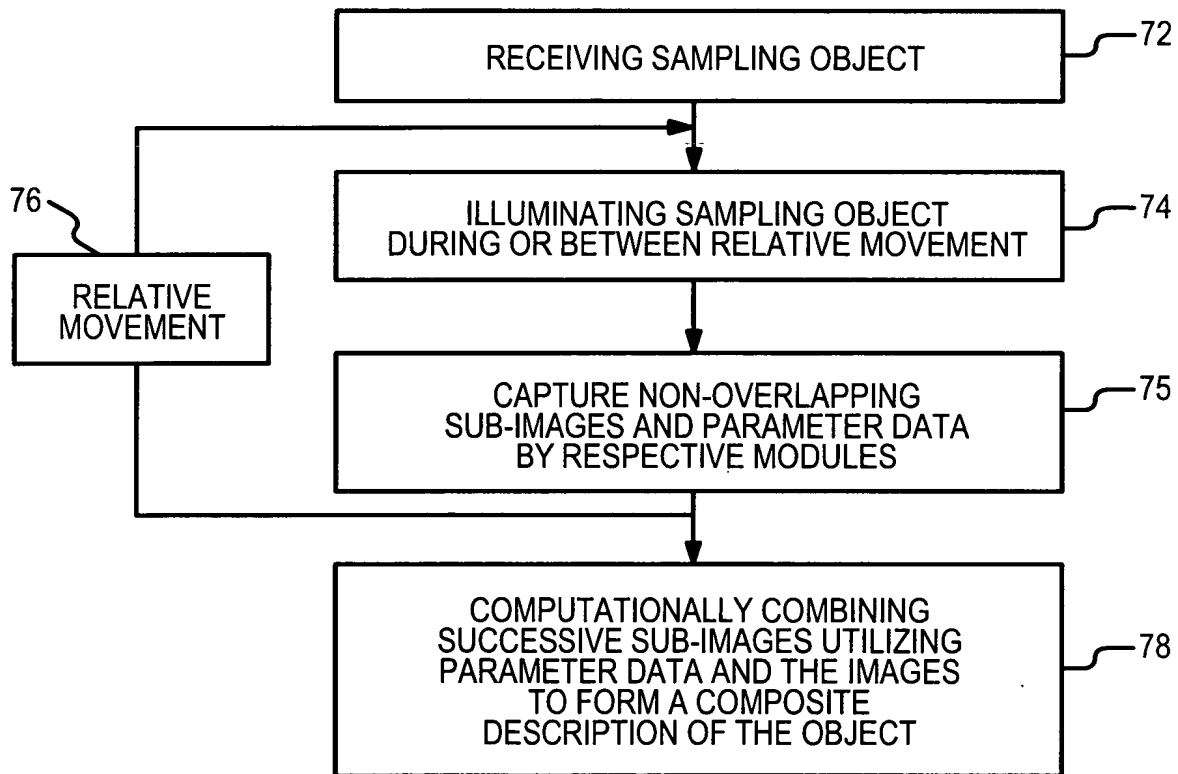 RECEIVING SAMPLING OBJECT
72
ILLUMINATING SAMPLING OBJECT
DURING OR BETWEEN RELATIVE MOVEMENT
74
76
RELATIVE
MOVEMENT
CAPTURE NON-OVERLAPPING
SUB-IMAGES AND PARAMETER DATA
BY RESPECTIVE MODULES
75
COMPUTATIONALLY COMBINING
SUCCESSIVE SUB-IMAGES UTILIZING
PARAMETER DATA AND THE IMAGES
TO FORM A COMPOSITE
DESCRIPTION OF THE OBJECT
78